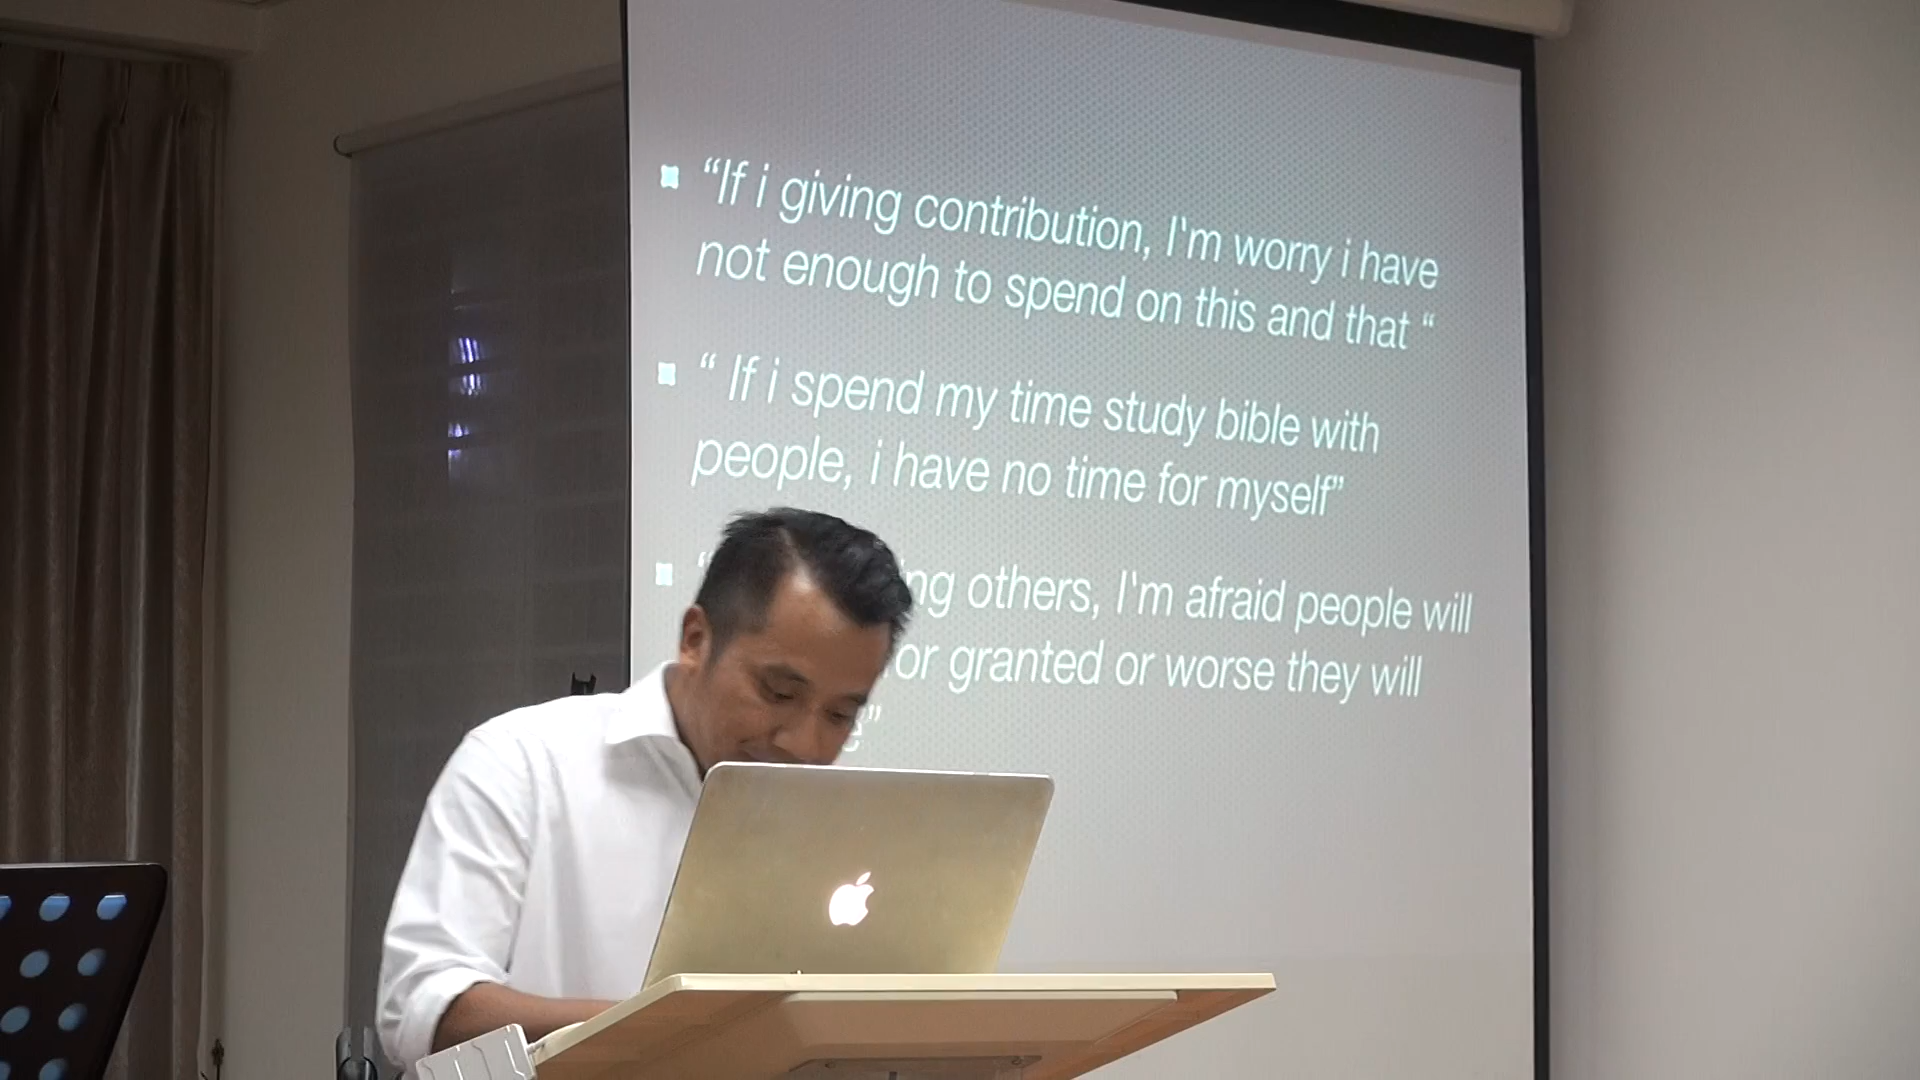 “If i giving contribution, I'm worry i have
not enough to spend on this and that “
“ If i spend my time study bible with
people, i have no time for myself”
others, I'm afraid people will
or granted or worse they will